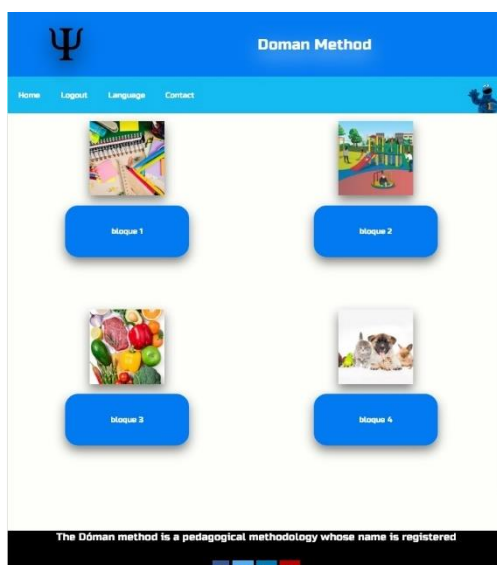 Ψ
Doman Method
Home Logout Language Contact
bloque 1
bloque 2
bloque 3
bloque 4
The Dóman method is a pedagogical methodology whose name is registered